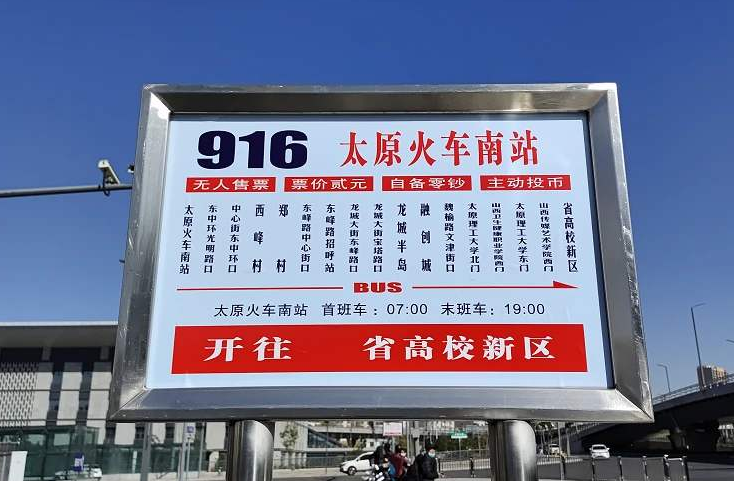 916 太原火车南站
无人售票 票价贰元 自备零钞 主动投币
太原火车南站
东中环光明路口
中心街东中环口
西峰村
郑村
东峰路中心街口
东峰路招呼站
龙城大街东峰路口
龙城大街宝塔路口
龙城半岛
融创城
魏榆路文津街口
太原理工大学北门
山西卫生健康职业学院西门
太原理工大学东门
山西传媒艺术学院西门
省高校新区
BUS
太原火车南站 首班车：07:00 末班车：19:00
开往 省高校新区